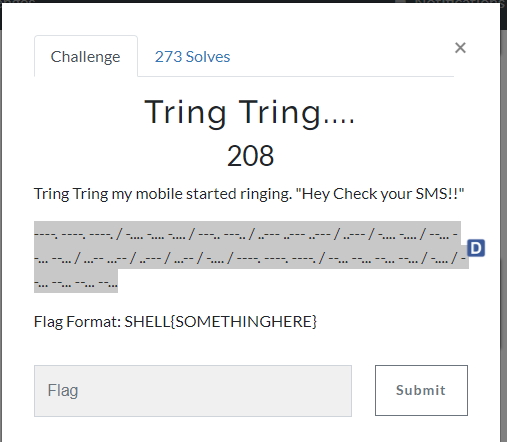 Challenge
273 Solves
×
Tring Tring....
208
Tring Tring my mobile started ringing. "Hey Check your SMS!!"
----. ----. ----. / -.... -.... -.... / ---.. ---.. / ..--- ..--- ..--- / ..--- / -.... -.... / --... -
-... --... / ...-- ...-- / ..--- / ...-- / -.... / ----. ----. ----. / --... --... --... --... / -.... / -
-... --... --... --...
D
Flag Format: SHELL{SOMETHINGHERE}
Flag
Submit